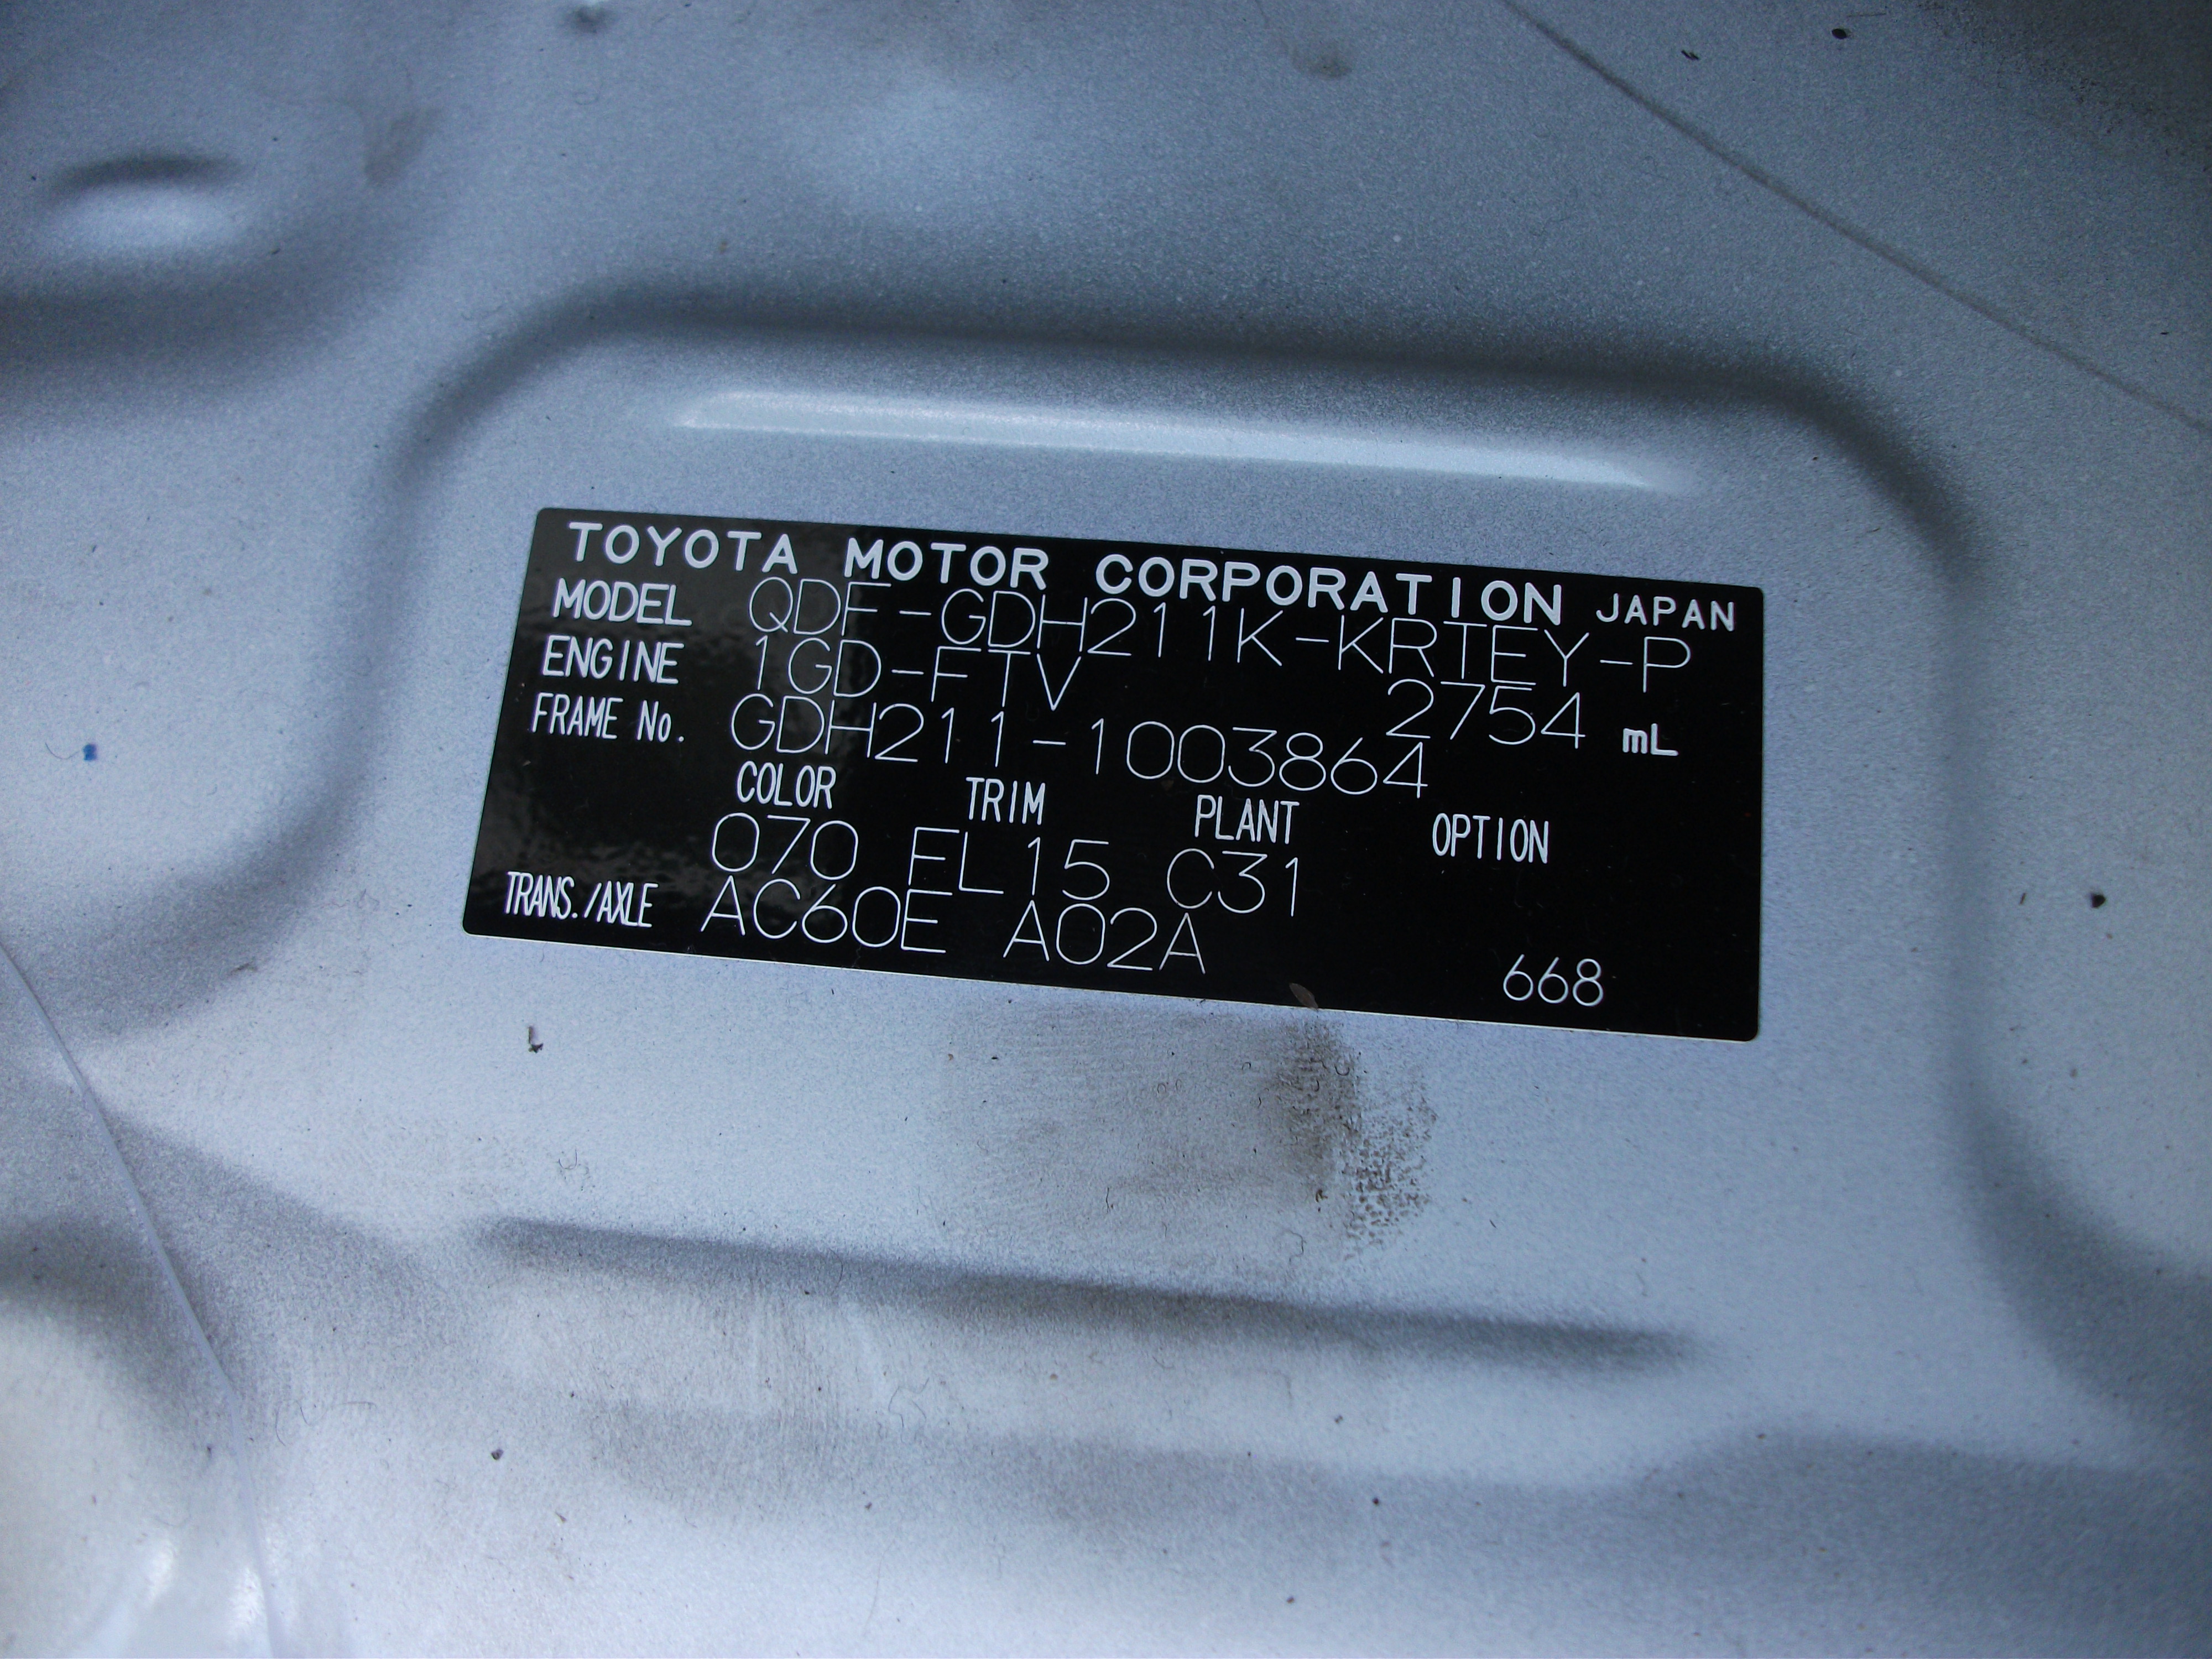 TOYOTA MOTOR CORPORATION JAPAN
MODEL QDF-GDH211K-KRTEY-P
ENGINE 1GD-FTV 2754 mL
FRAME No. GDH211-1003864
COLOR TRIM PLANT OPTION
070 FL15 C31
TRANS./AXLE AC60E A02A
668